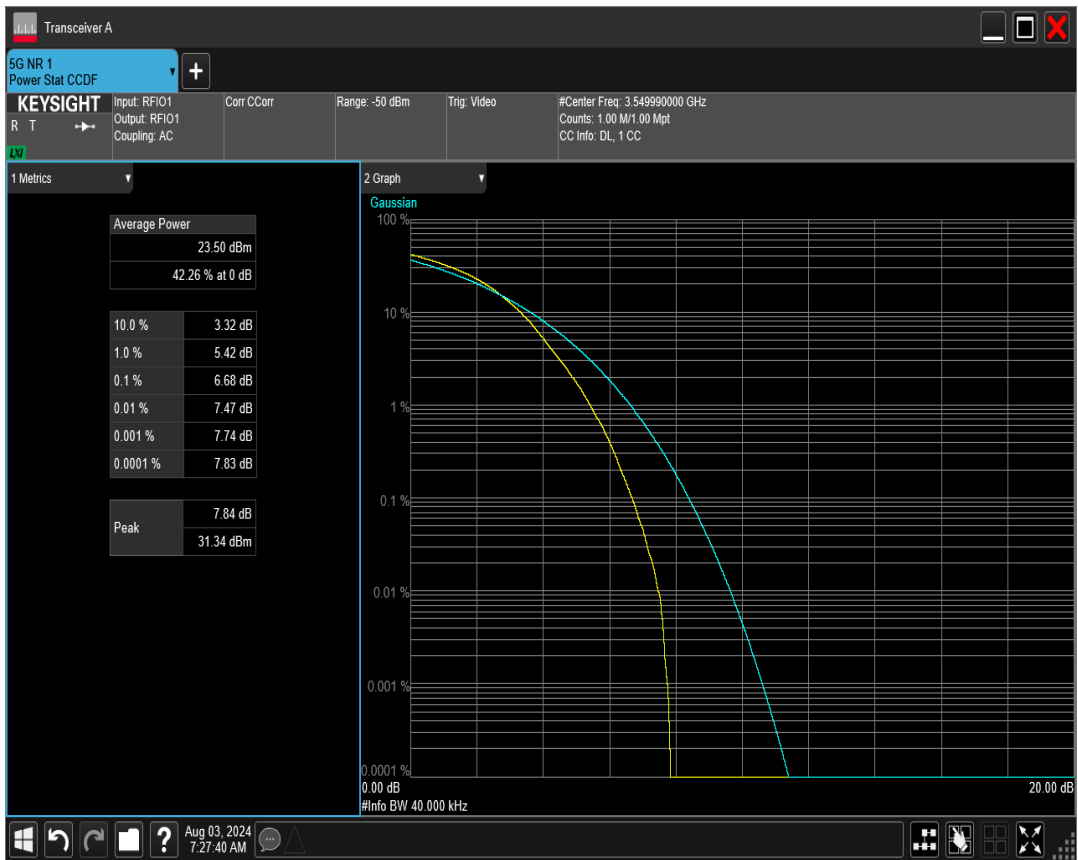 Transceiver A
5G NR 1
Power Stat CCDF
KEYSIGHT
R T
LXI
Input: RFIO1
Output: RFIO1
Coupling: AC
Corr CCorr
Range: -50 dBm
Trig: Video
#Center Freq: 3.549990000 GHz
Counts: 1.00 M/1.00 Mpt
CC Info: DL, 1 CC
1 Metrics
Average Power
23.50 dBm
42.26 % at 0 dB
10.0 % 3.32 dB
1.0 % 5.42 dB
0.1 % 6.68 dB
0.01 % 7.47 dB
0.001 % 7.74 dB
0.0001 % 7.83 dB
Peak
7.84 dB
31.34 dBm
2 Graph
Gaussian
100 %
10 %
1 %
0.1 %
0.01 %
0.001 %
0.0001 %
0.00 dB 20.00 dB
#Info BW 40.000 kHz
Aug 03, 2024
7:27:40 AM